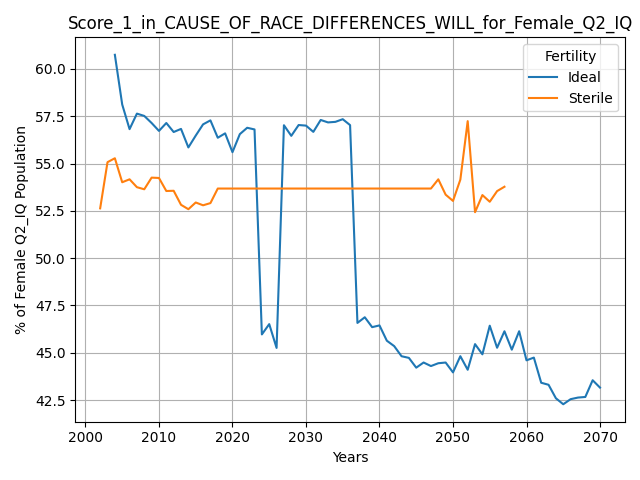 Score_1_in_CAUSE_OF_RACE_DIFFERENCES_WILL_for_Female_Q2_IQ
Fertility
Ideal
Sterile
% of Female Q2_IQ Population
60.0
57.5
55.0
52.5
50.0
47.5
45.0
42.5
2000 2010 2020 2030 2040 2050 2060 2070
Years